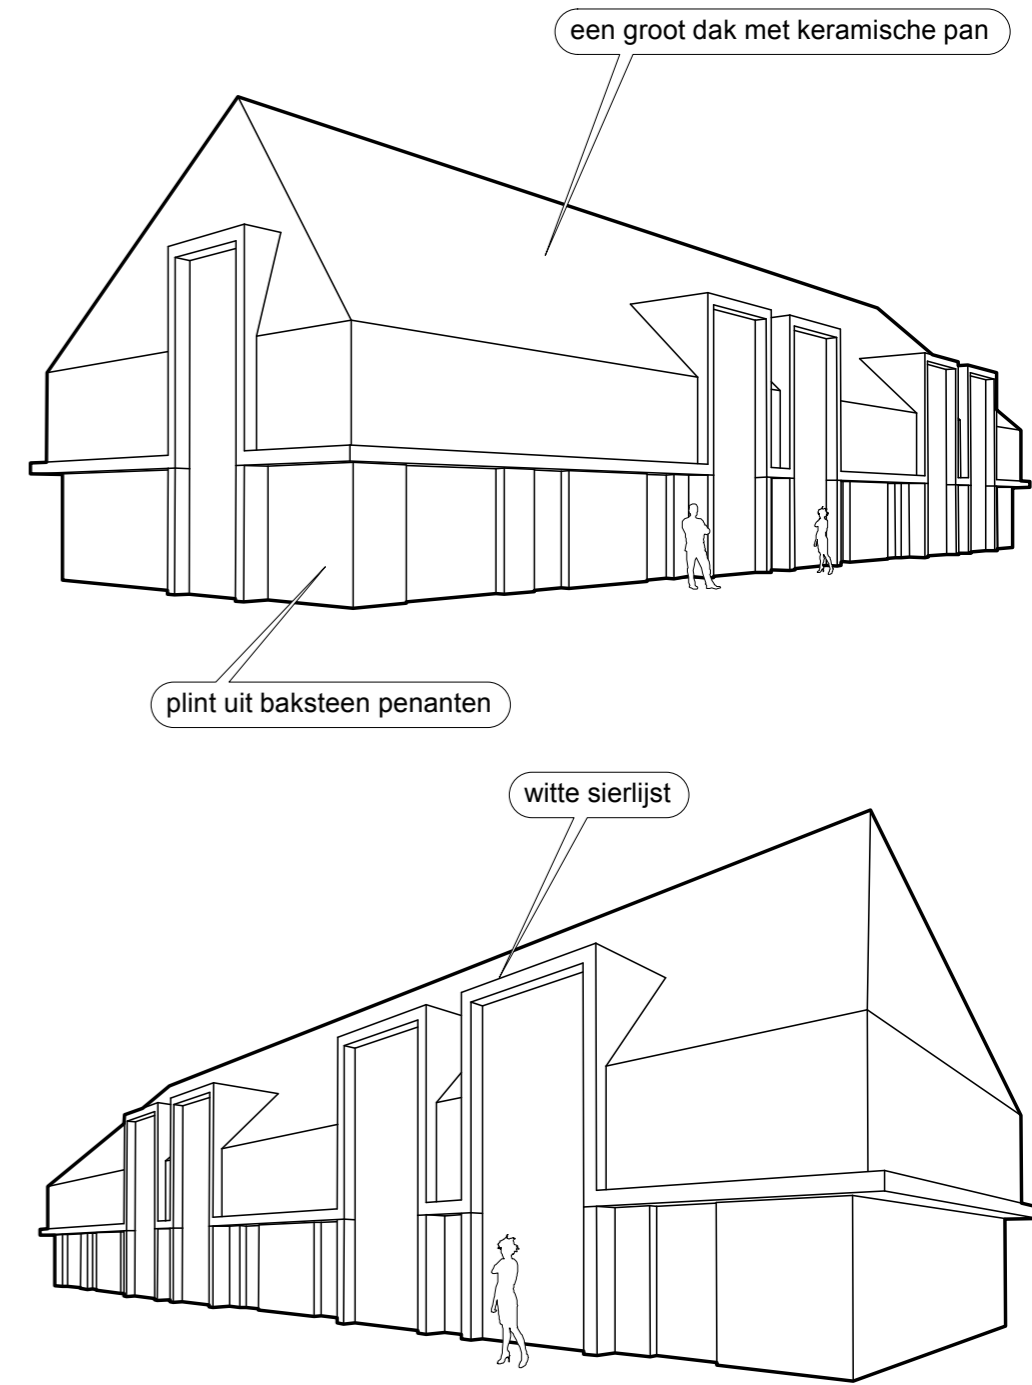 een groot dak met keramische pan
plint uit baksteen penanten
witte sierlijst